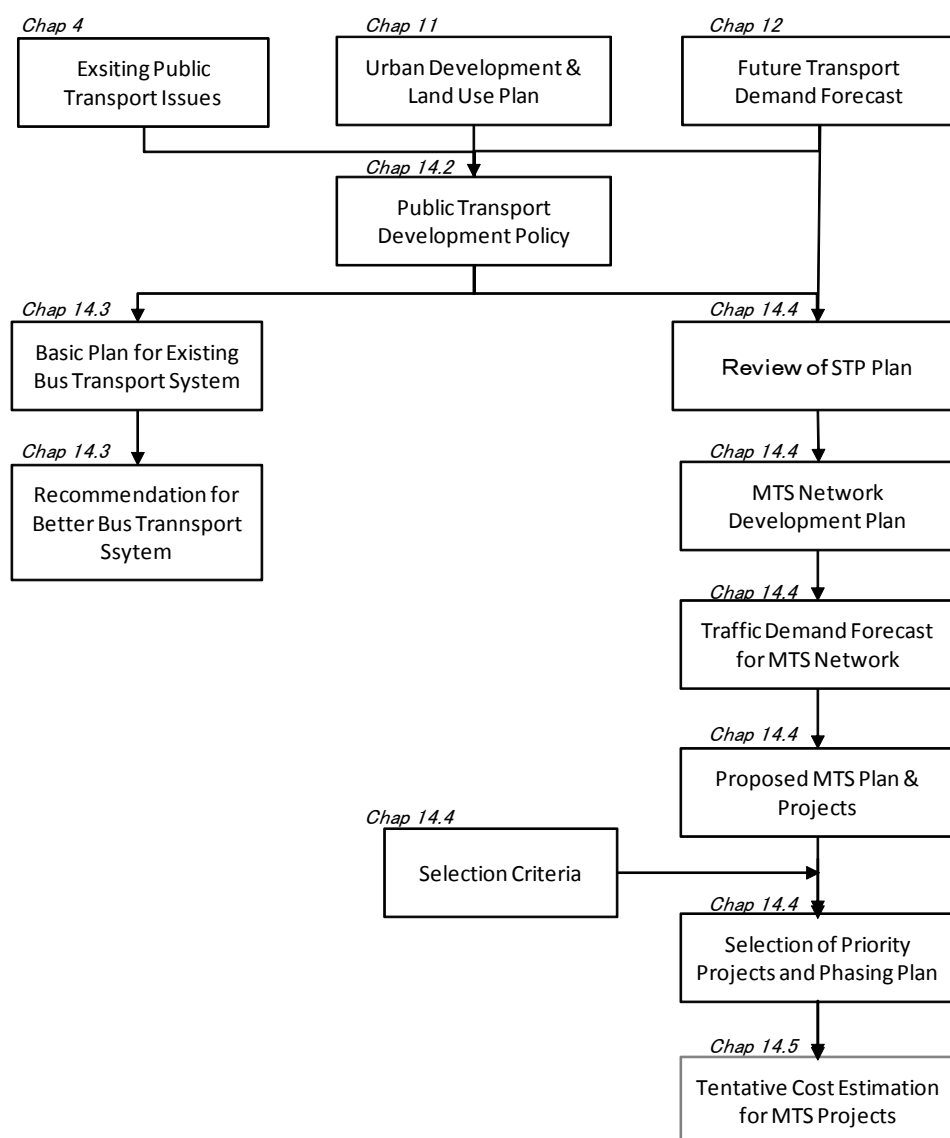 Chap 4
Exsiting Public
Transport Issues
Chap 11
Urban Development &
Land Use Plan
Chap 12
Future Transport
Demand Forecast
Chap 14.2
Public Transport
Development Policy
Chap 14.3
Basic Plan for Existing
Bus Transport System
Chap 14.3
Recommendation for
Better Bus Trannsport
Ssytem
Chap 14.4
Review of STP Plan
Chap 14.4
MTS Network
Development Plan
Chap 14.4
Traffic Demand Forecast
for MTS Network
Chap 14.4
Proposed MTS Plan &
Projects
Chap 14.4
Selection Criteria
Chap 14.4
Selection of Priority
Projects and Phasing Plan
Chap 14.5
Tentative Cost Estimation
for MTS Projects